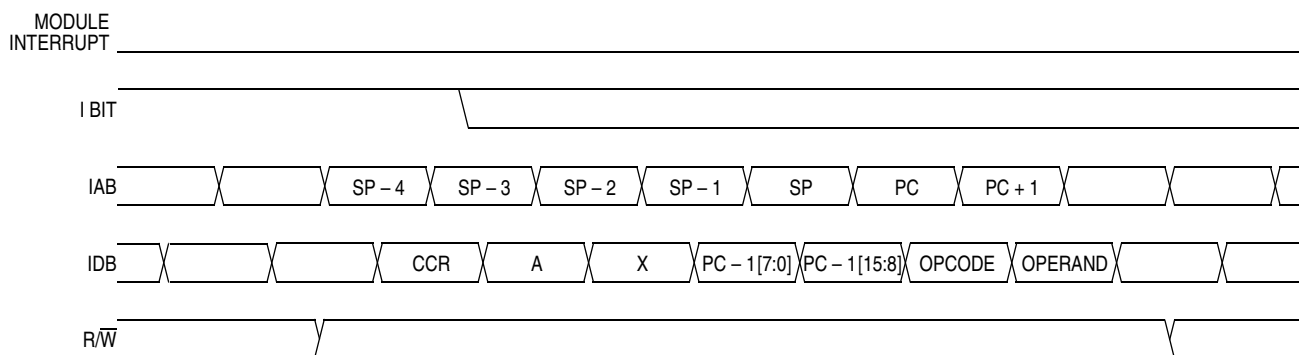 MODULE
INTERRUPT
I BIT
IAB SP – 4 SP – 3 SP – 2 SP – 1 SP PC PC + 1
IDB CCR A X PC – 1[7:0] PC – 1[15:8] OPCODE OPERAND
R/W̅